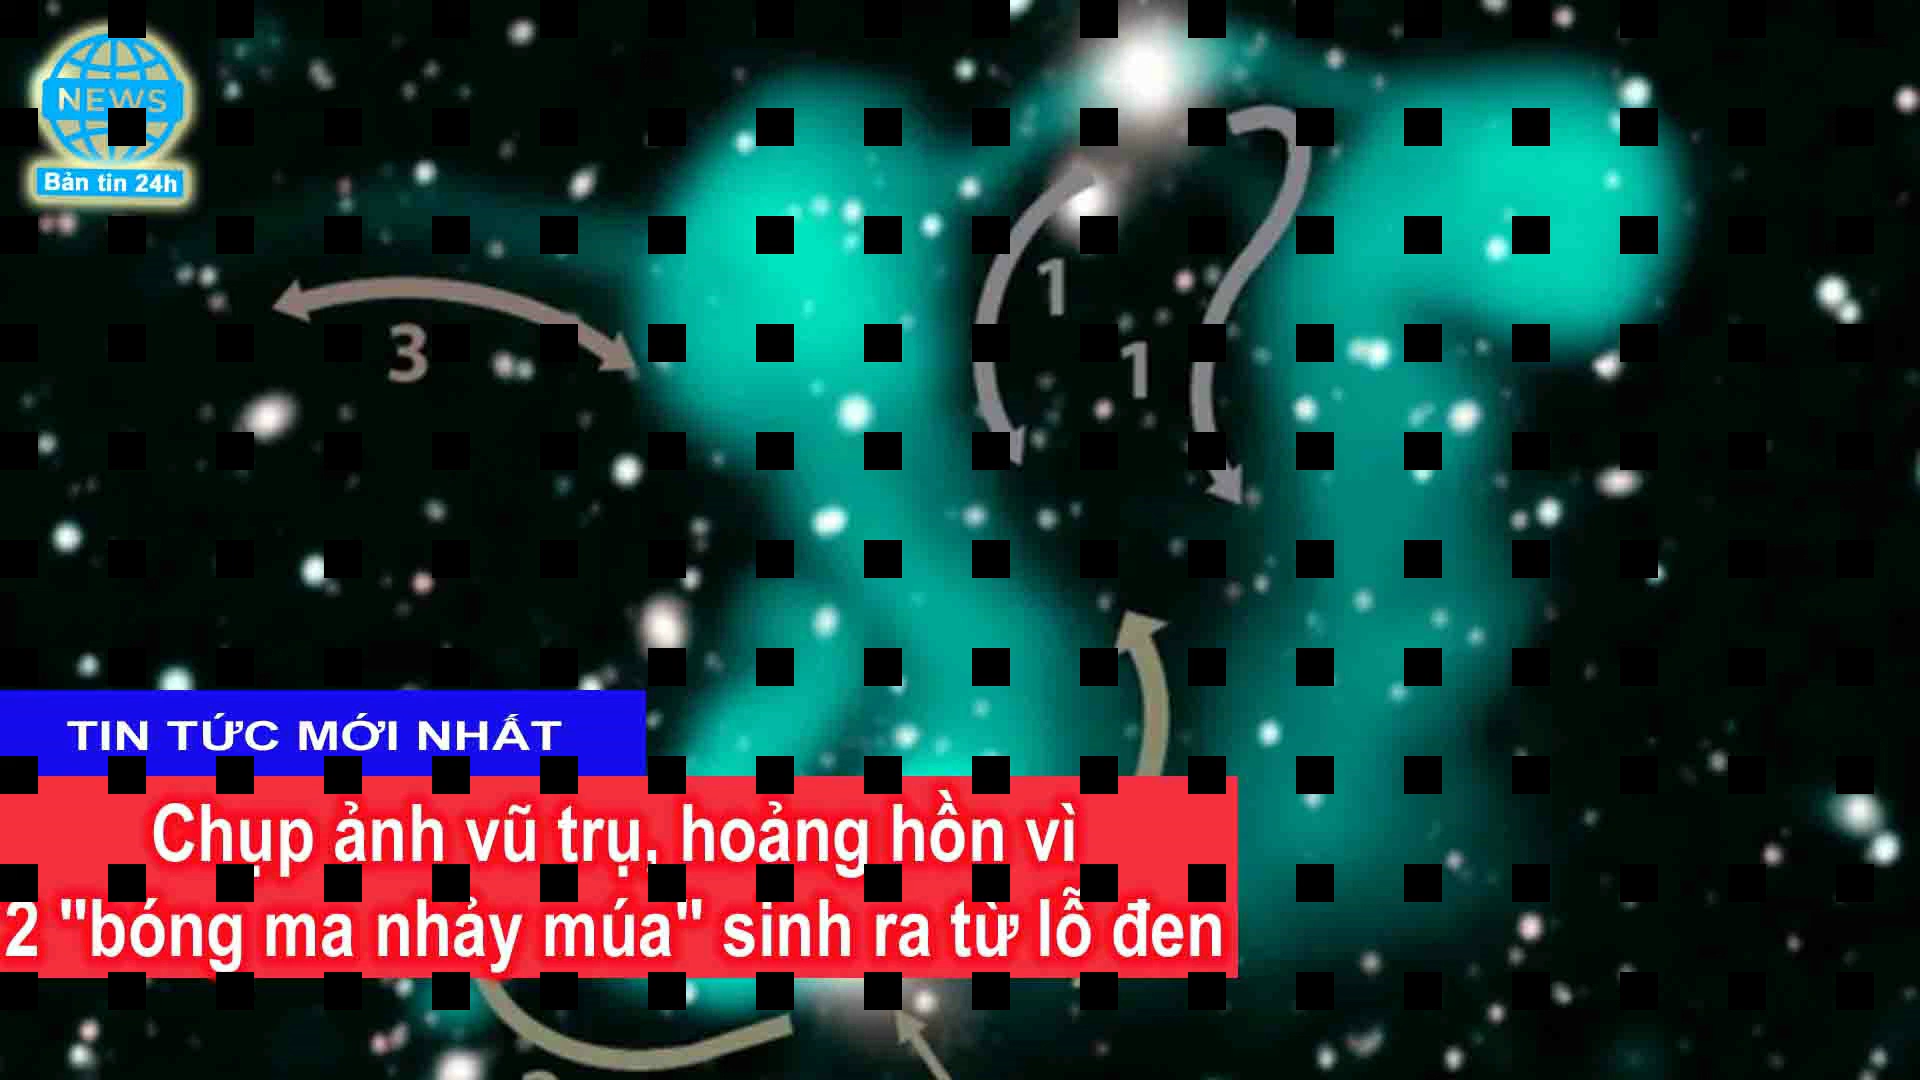 NEWS
Bản tin 24h
1
3
1
TIN TỨC MỚI NHẤT
Chụp ảnh vũ trụ, hoảng hồn vì
2 "bóng ma nhảy múa" sinh ra từ lỗ đen